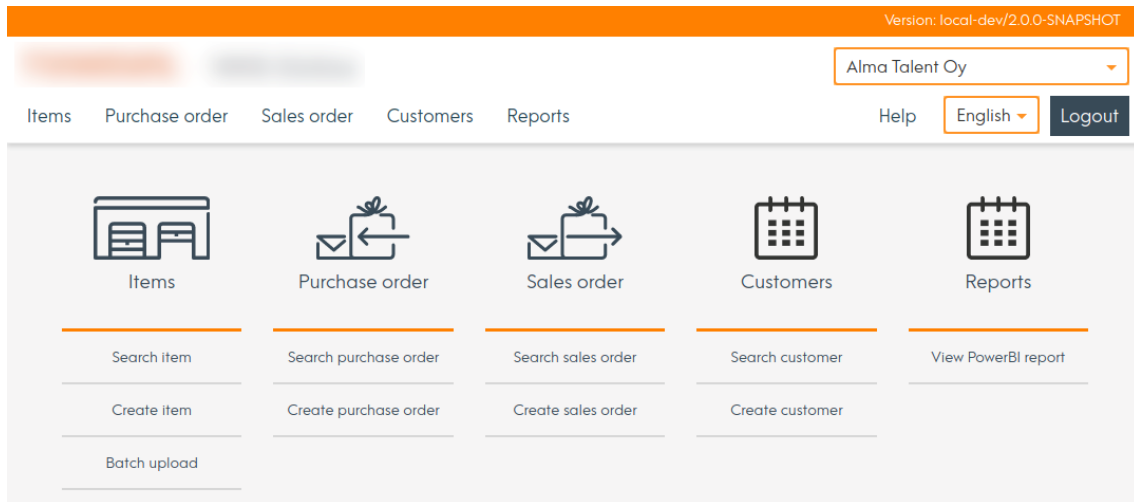 Version: local-dev/2.0.0-SNAPSHOT
Alma Talent Oy
Items Purchase order Sales order Customers Reports Help English Logout
Items Purchase order Sales order Customers Reports
Search item Search purchase order Search sales order Search customer View PowerBI report
Create item Create purchase order Create sales order Create customer
Batch upload